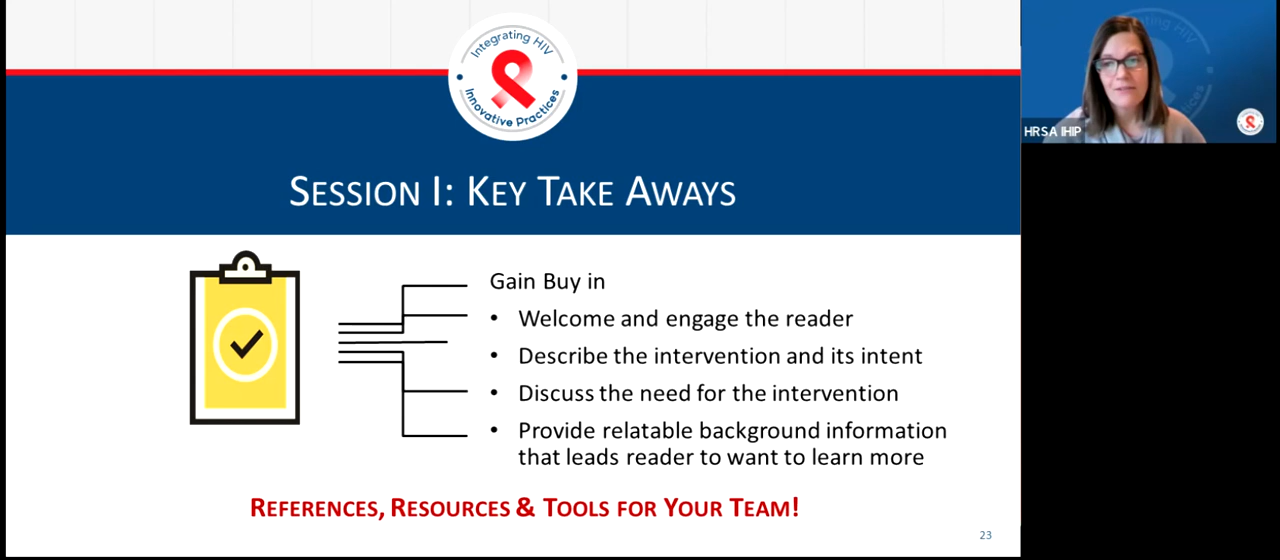 Integrating HIV
Innovative Practices
SESSION I: KEY TAKE AWAYS
Gain Buy in
• Welcome and engage the reader
• Describe the intervention and its intent
• Discuss the need for the intervention
• Provide relatable background information
that leads reader to want to learn more
REFERENCES, RESOURCES & TOOLS FOR YOUR TEAM!
23
HRSA IHIP